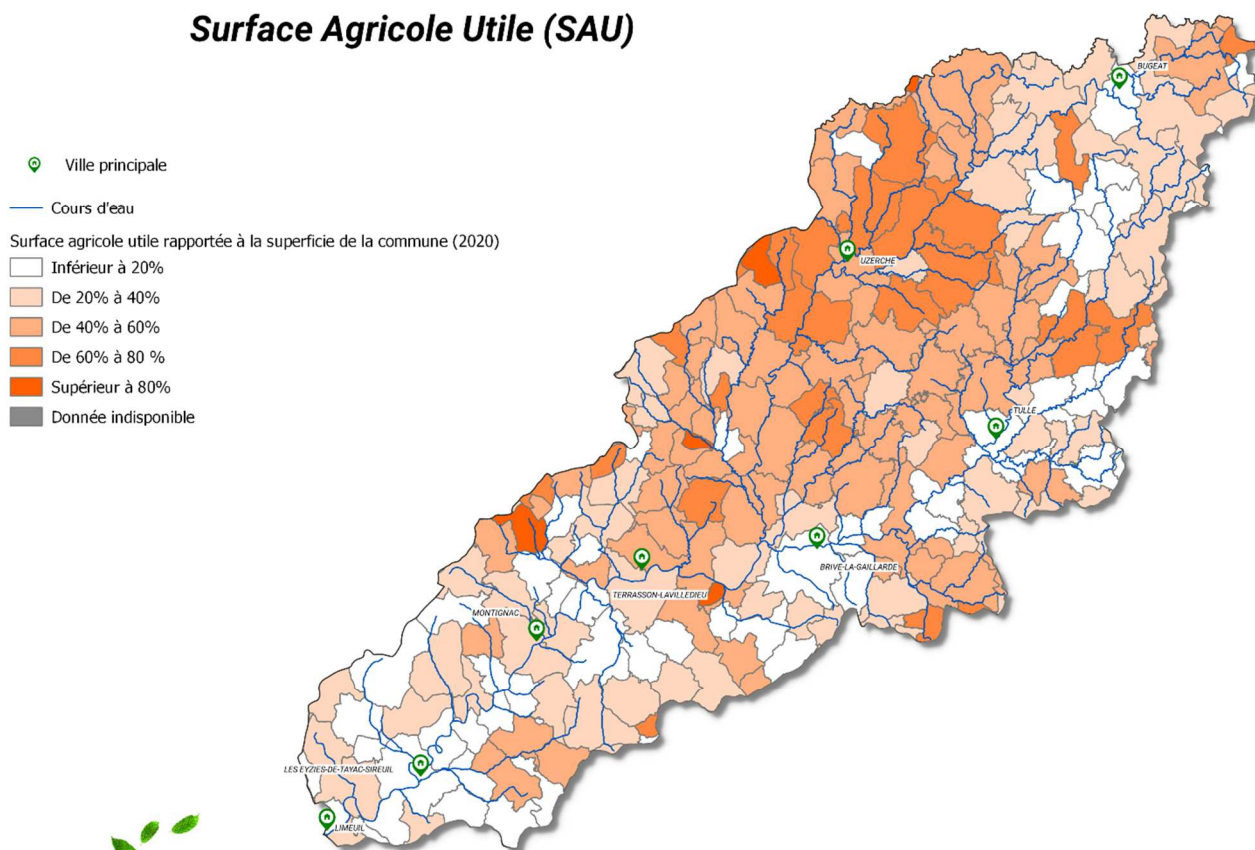 Surface Agricole Utile (SAU)
BUGEAT
Ville principale
Cours d'eau
Surface agricole utile rapportée à la superficie de la commune (2020)
Inférieur à 20%
De 20% à 40%
De 40% à 60%
De 60% à 80 %
Supérieur à 80%
Donnée indisponible
UZERCHE
TULLE
BRIVE-LA-GAILLARDE
TERRASSON-LAVILLEDIEU
MONTIGNAC
LES EYZIES-DE-TAYAC-SIREUIL
LIMEUIL